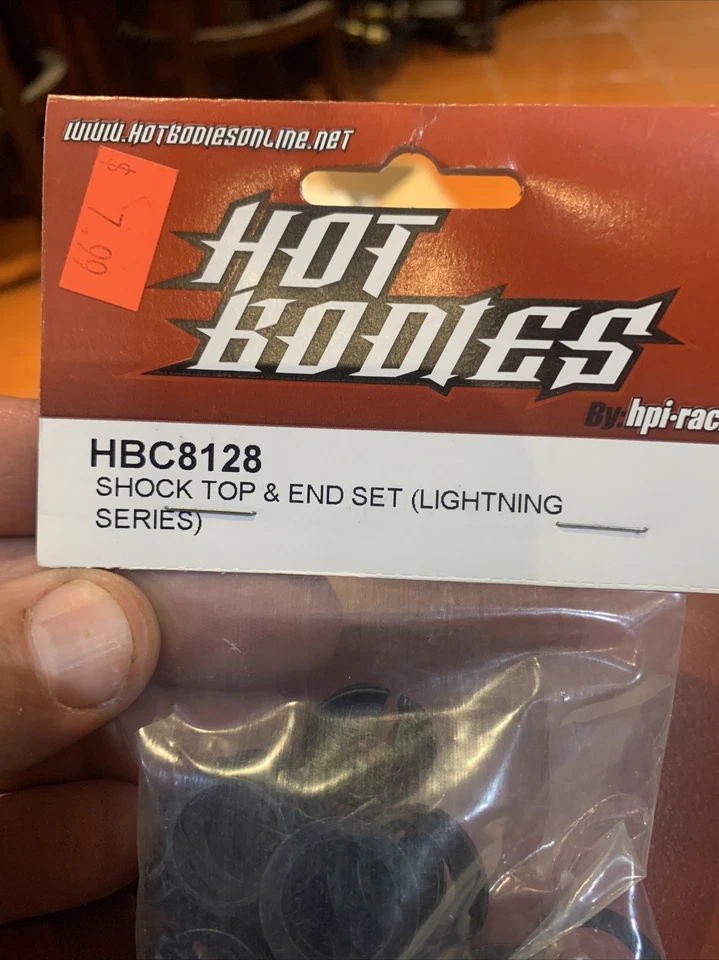 www.HOTBODIESONLINE.net
$ 7.99
HOT
BODIES
By:hpi·rac
HBC8128
SHOCK TOP & END SET (LIGHTNING
SERIES)